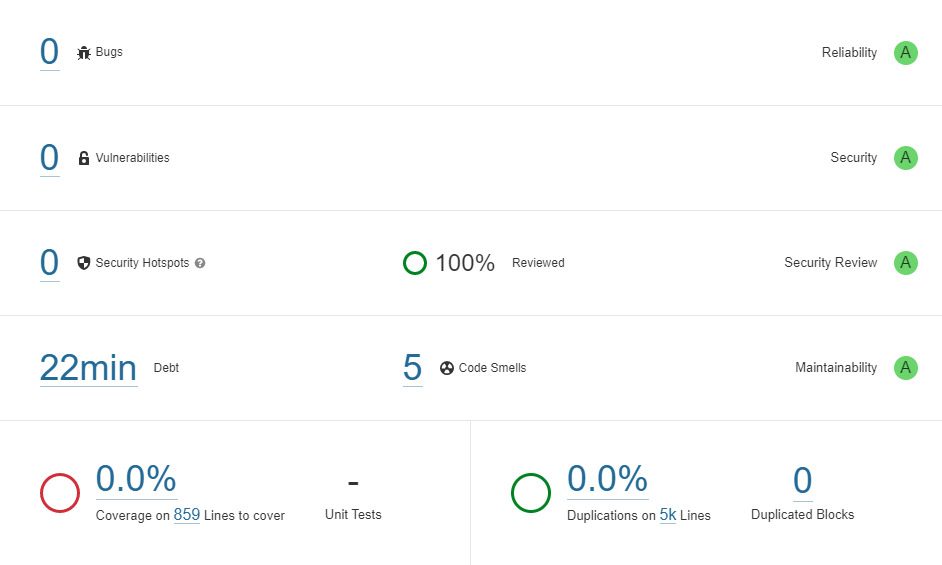 0 Bugs Reliability A
0 Vulnerabilities Security A
0 Security Hotspots ? 100% Reviewed Security Review A
22min Debt 5 Code Smells Maintainability A
0.0%
Coverage on 859 Lines to cover
-
Unit Tests
0.0%
Duplications on 5k Lines
0
Duplicated Blocks